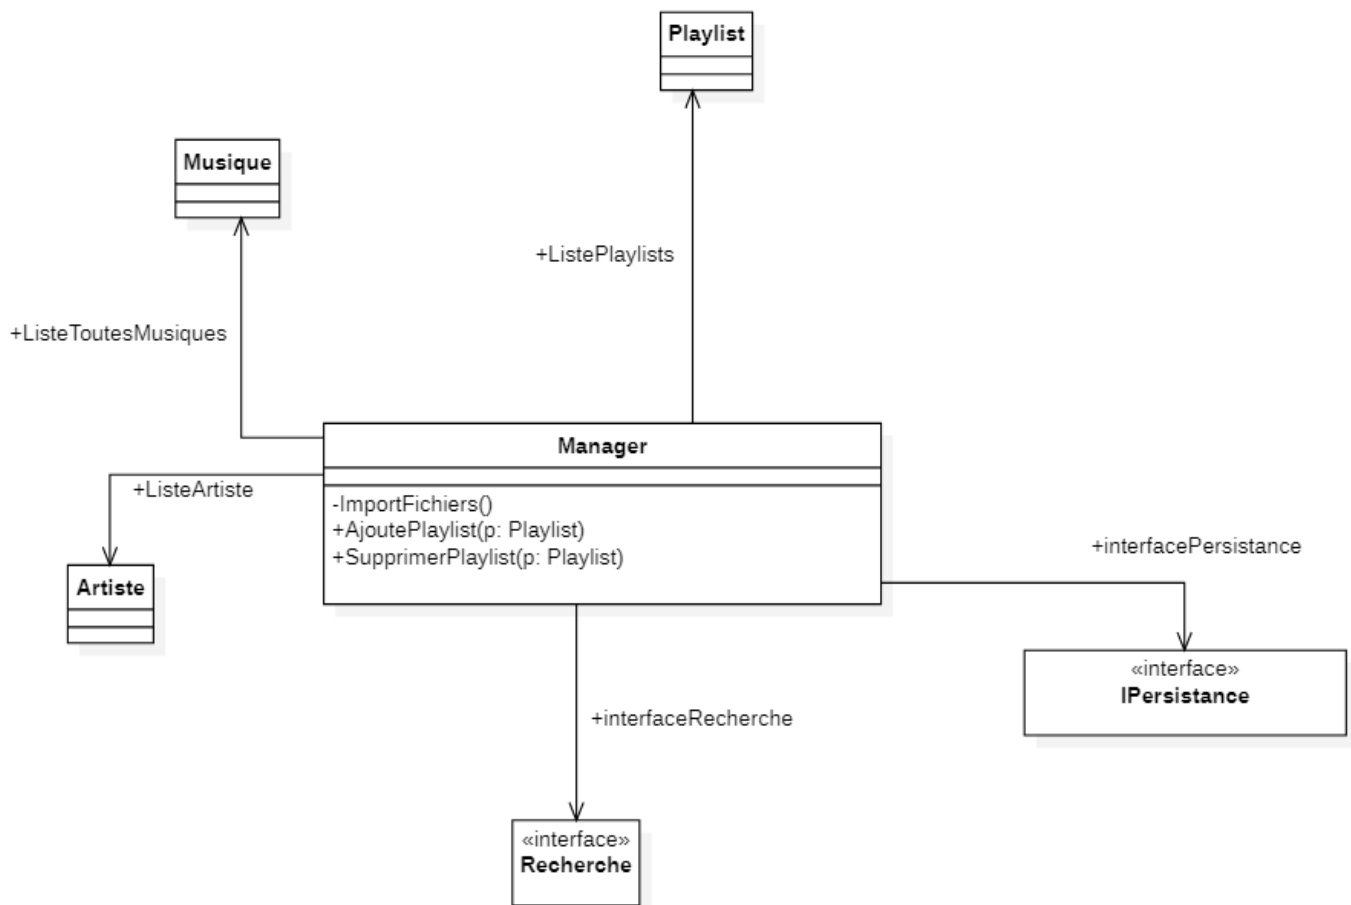 Playlist
Musique
+ListePlaylists
+ListeToutesMusiques
Manager
+ListeArtiste
-ImportFichiers()
+AjoutePlaylist(p: Playlist)
+SupprimerPlaylist(p: Playlist)
+interfacePersistance
Artiste
«interface»
IPersistance
+interfaceRecherche
«interface»
Recherche